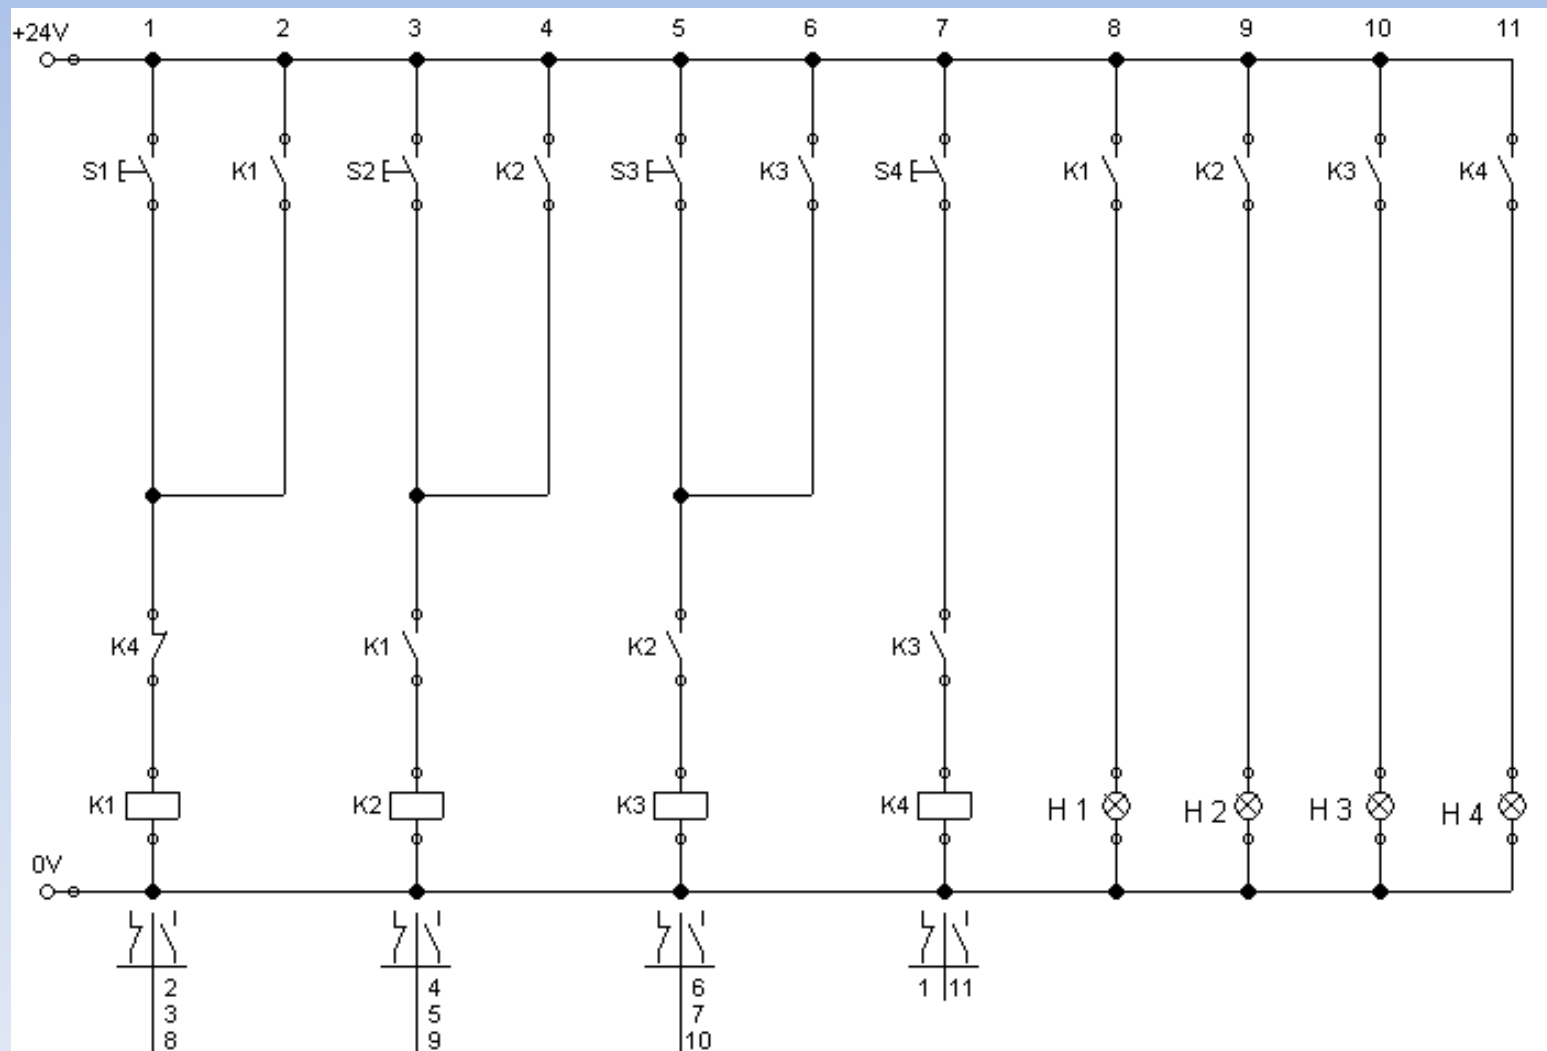 +24V 1 2 3 4 5 6 7 8 9 10 11
S1 K1 S2 K2 S3 K3 S4 K1 K2 K3 K4
K4 K1 K2 K3
K1 K2 K3 K4 H 1 H 2 H 3 H 4
0V
2 4 6 1 11
3 5 7
8 9 10